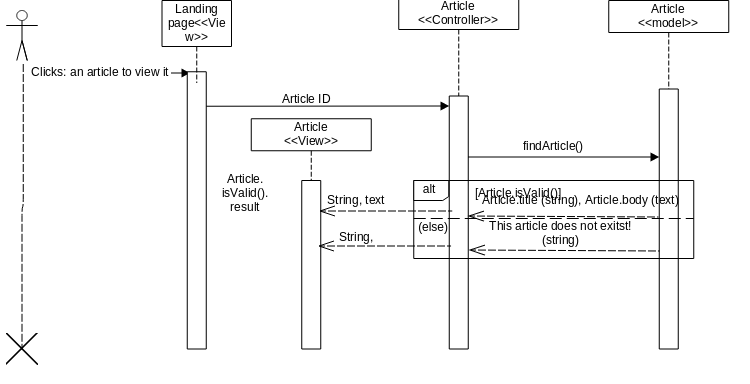 Landing
page<<Vie
w>>
Article
<<Controller>>
Article
<<model>>
Clicks: an article to view it
Article ID
Article
<<View>>
findArticle()
Article.
isValid().
result
alt
[Article.isValid()]
String, text
Article.title (string), Article.body (text)
(else)
This article does not exitst!
(string)
String,